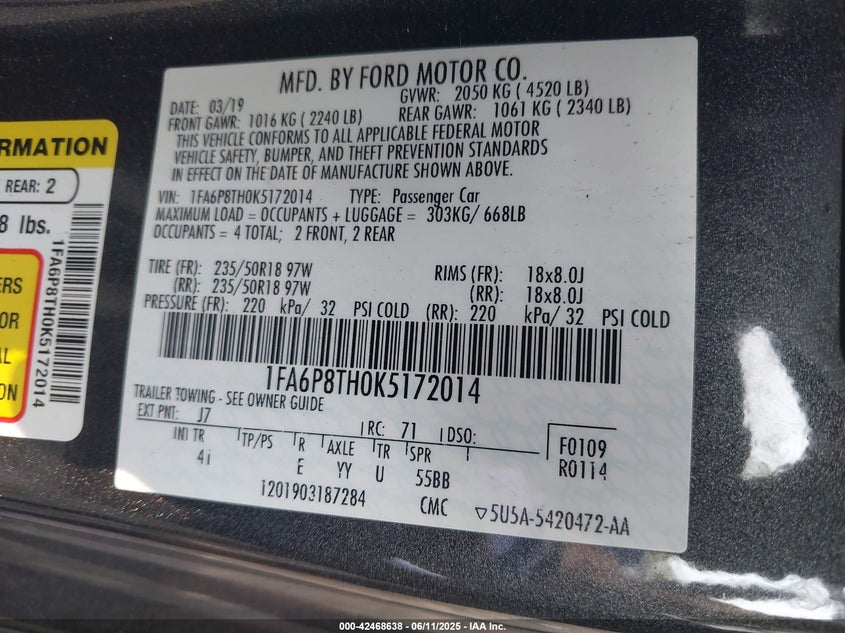 MFD. BY FORD MOTOR CO.
DATE: 03/19 GVWR: 2050 KG ( 4520 LB)
FRONT GAWR: 1016 KG ( 2240 LB) REAR GAWR: 1061 KG ( 2340 LB)
THIS VEHICLE CONFORMS TO ALL APPLICABLE FEDERAL MOTOR
VEHICLE SAFETY, BUMPER, AND THEFT PREVENTION STANDARDS
IN EFFECT ON THE DATE OF MANUFACTURE SHOWN ABOVE.
VIN: 1FA6P8TH0K5172014 TYPE: Passenger Car
MAXIMUM LOAD = OCCUPANTS + LUGGAGE = 303KG/ 668LB
OCCUPANTS = 4 TOTAL; 2 FRONT, 2 REAR
TIRE (FR): 235/50R18 97W RIMS (FR): 18x8.0J
(RR): 235/50R18 97W (RR): 18x8.0J
PRESSURE (FR): 220 kPa/ 32 PSI COLD (RR): 220 kPa/ 32 PSI COLD
1FA6P8TH0K5172014
TRAILER TOWING - SEE OWNER GUIDE
EXT PNT: J7 RC: 71 DSO: F0109
INT TR TP/PS R AXLE TR SPR R0114
4i E YY U 55BB
1201903187284 CMC 5U5A-5420472-AA
RMATION
REAR: 2
8 lbs.
ERS
OR
AL
ON
1FA6P8TH0K5172014
000-42468638 - 06/11/2025 - IAA Inc.